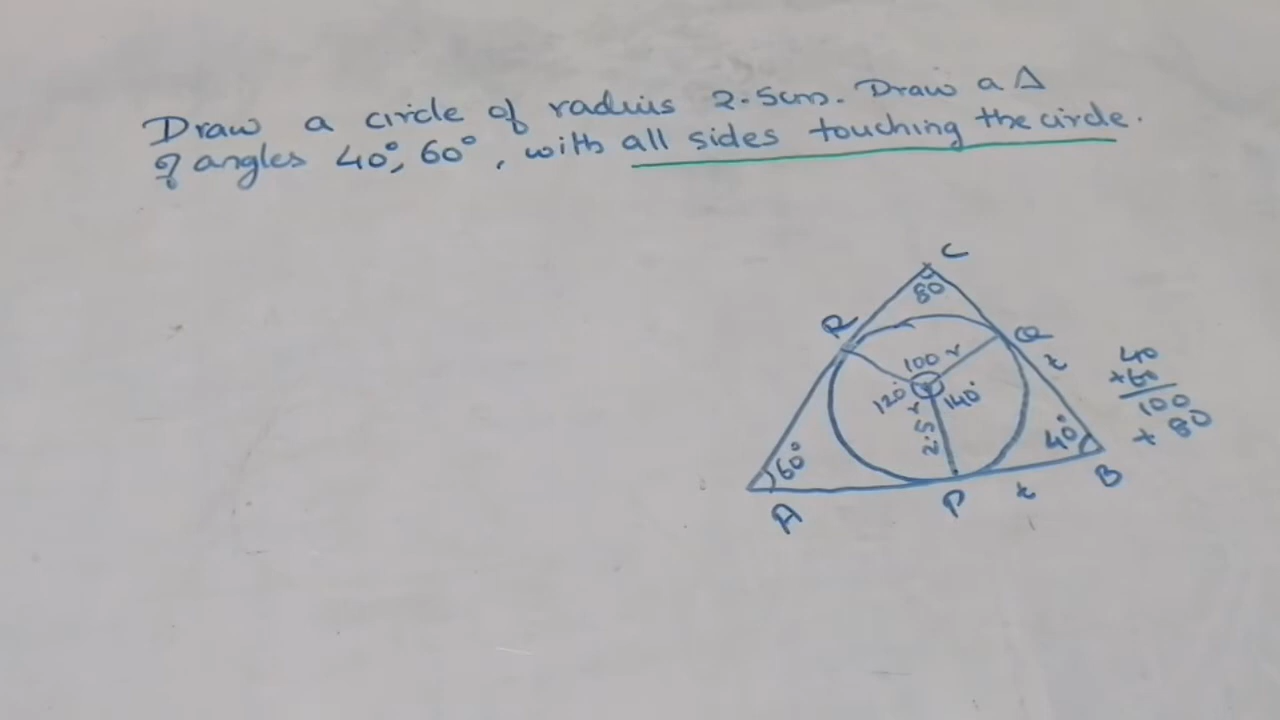 Draw a circle of radius 2.5cm. Draw a Δ
of angles 40°, 60°, with all sides touching the circle.
C
80
R
Q
100 r
t
120° 140°
2.5 r
60°
40°
A
P
t
B
40
+60
100
+ 80